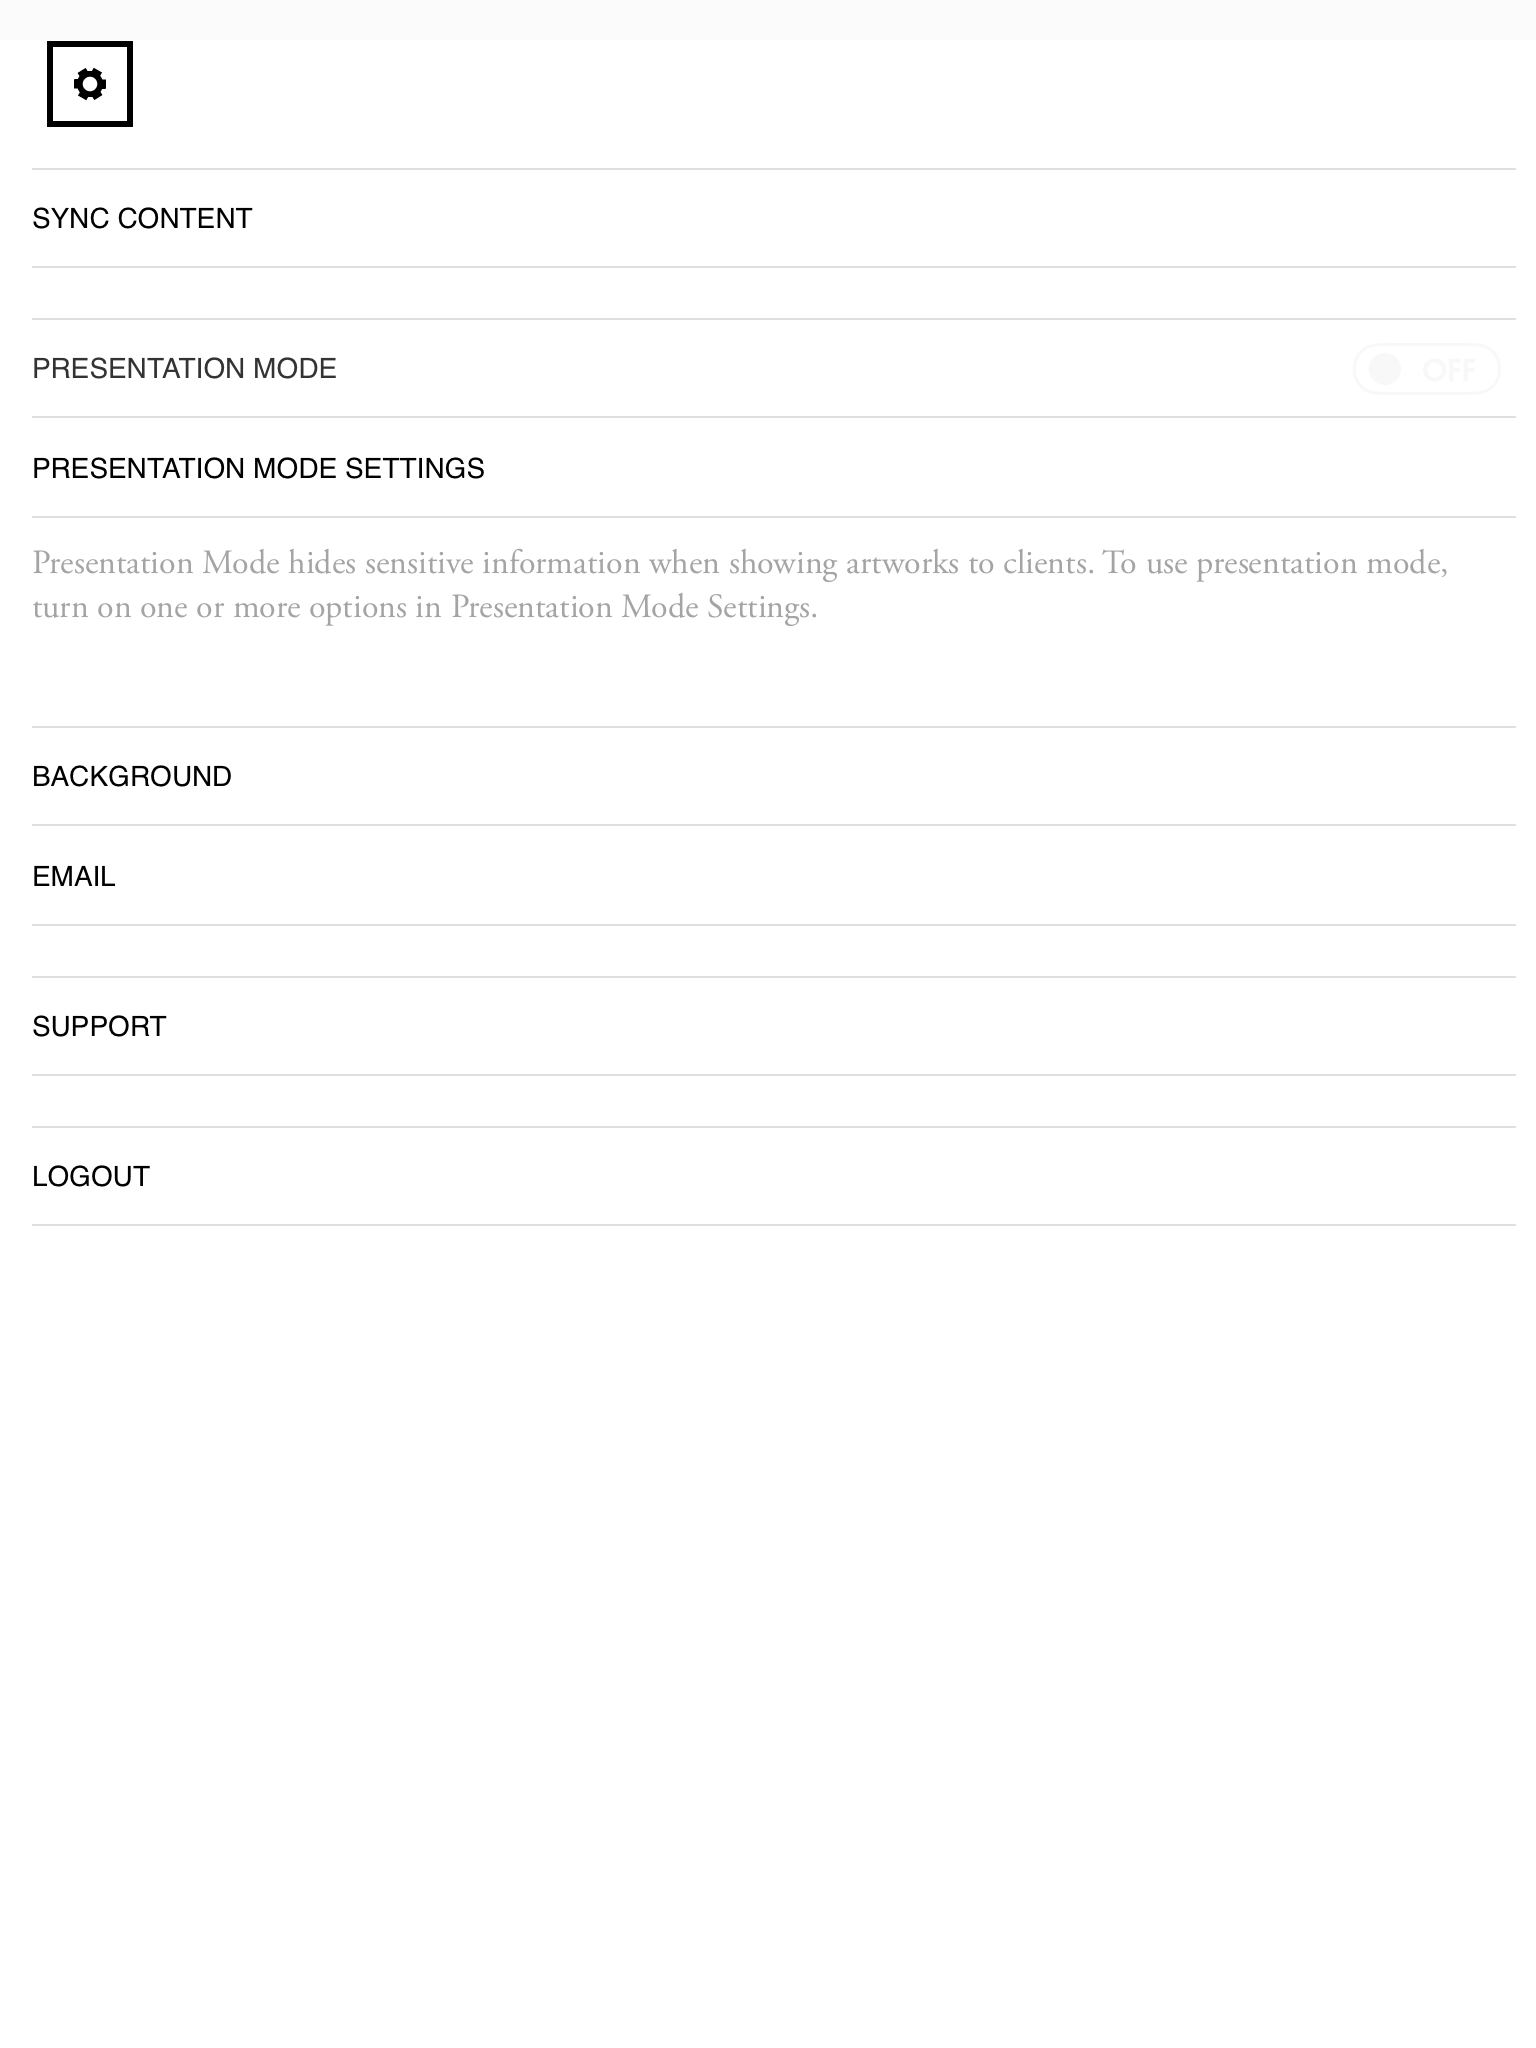 SYNC CONTENT
PRESENTATION MODE
OFF
PRESENTATION MODE SETTINGS
Presentation Mode hides sensitive information when showing artworks to clients. To use presentation mode,
turn on one or more options in Presentation Mode Settings.
BACKGROUND
EMAIL
SUPPORT
LOGOUT